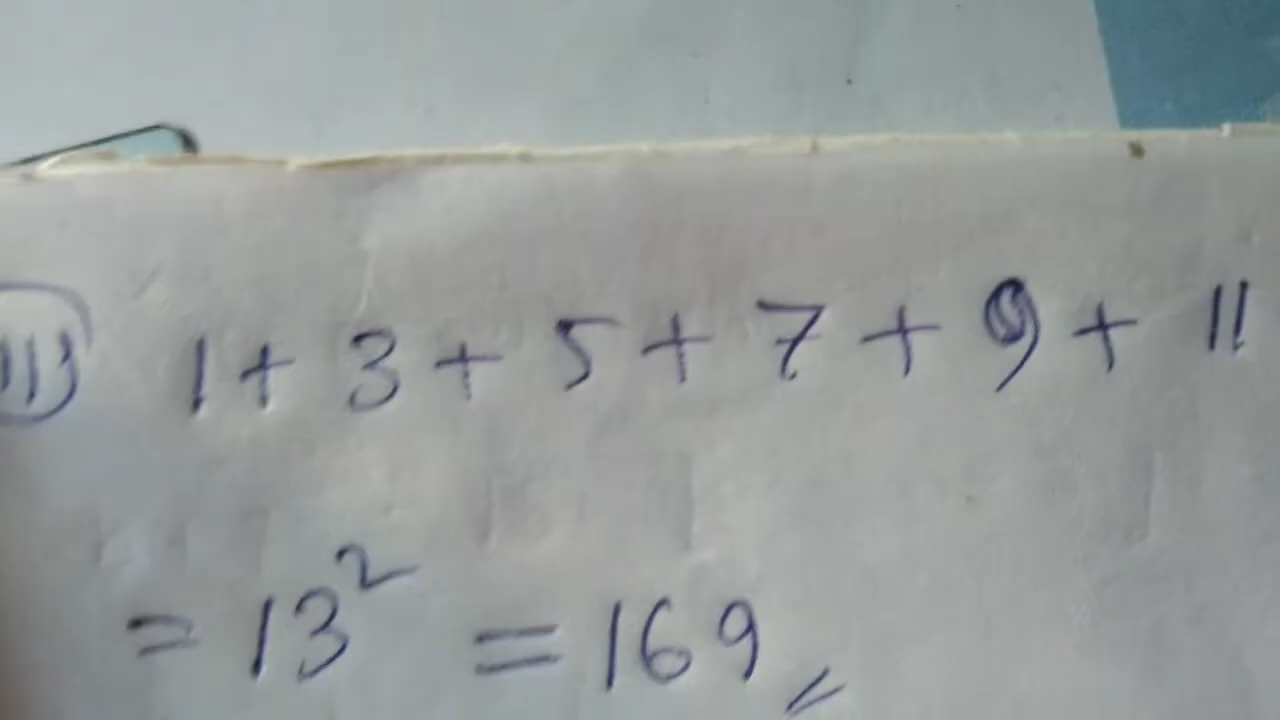 (iii) 1 + 3 + 5 + 7 + 9 + 11
= 13² = 169